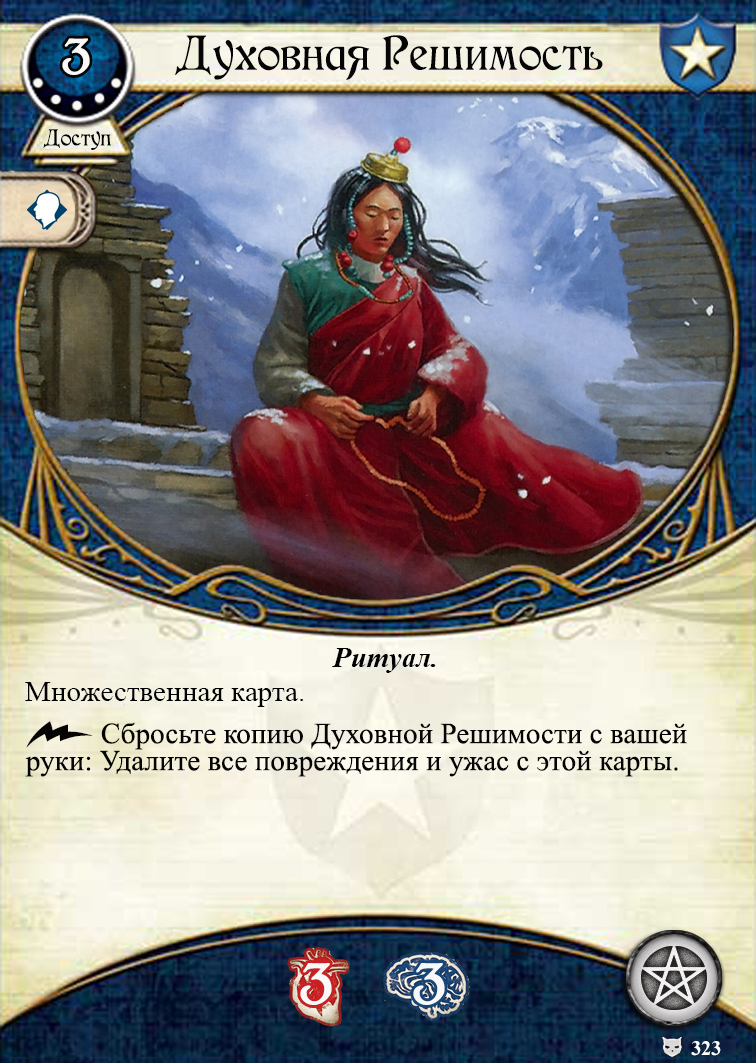 3
Духовная Решимость
Доступ
Ритуал.
Множественная карта.
Сбросьте копию Духовной Решимости с вашей
руки: Удалите все повреждения и ужас с этой карты.
3 3
323